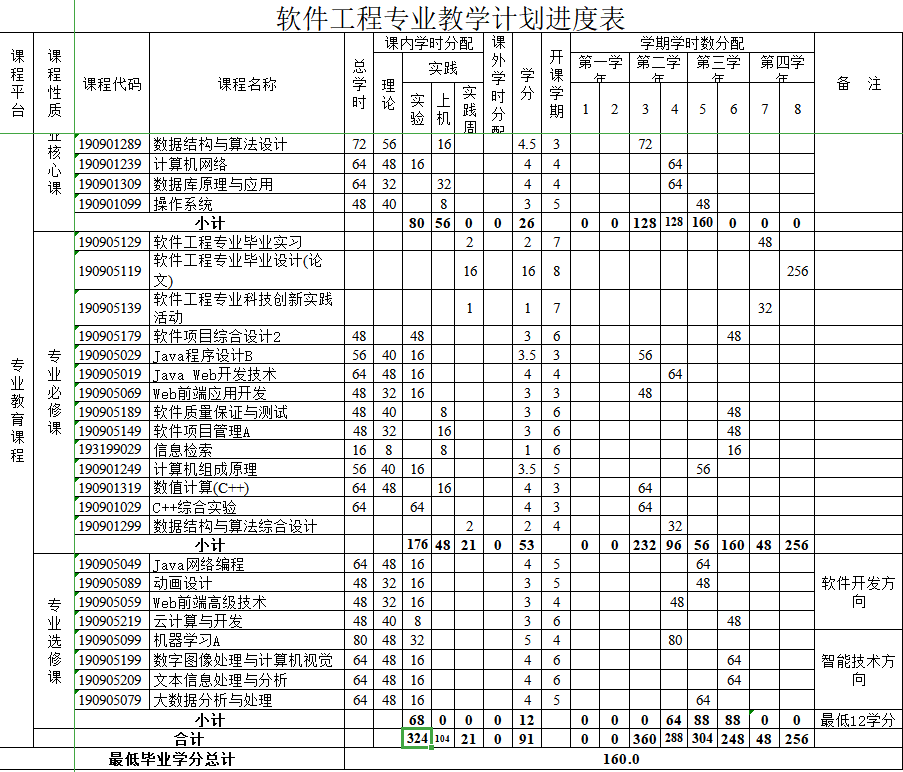 软件工程专业教学计划进度表
课程平台 课程性质 课程代码 课程名称 总学时 课内学时分配 课外学时分配 学分 开课学期 学期学时数分配 备 注
理论 实践 第一学年 第二学年 第三学年 第四学年
实验 上机 实践周 1 2 3 4 5 6 7 8
专业教育课程
业核心课
190901289 数据结构与算法设计 72 56 16 4.5 3 72
190901239 计算机网络 64 48 16 4 4 64
190901309 数据库原理与应用 64 32 32 4 4 64
190901099 操作系统 48 40 8 3 5 48
小计 80 56 0 0 26 0 0 128 128 160 0 0 0
专业必修课
190905129 软件工程专业毕业实习 2 2 7 48
190905119 软件工程专业毕业设计(论文) 16 16 8 256
190905139 软件工程专业科技创新实践活动 1 1 7 32
190905179 软件项目综合设计2 48 48 3 6 48
190905029 Java程序设计B 56 40 16 3.5 3 56
190905019 Java Web开发技术 64 48 16 4 4 64
190905069 Web前端应用开发 48 32 16 3 3 48
190905189 软件质量保证与测试 48 40 8 3 6 48
190905149 软件项目管理A 48 32 16 3 6 48
193199029 信息检索 16 8 8 1 6 16
190901249 计算机组成原理 56 40 16 3.5 5 56
190901319 数值计算(C++) 64 48 16 4 3 64
190901029 C++综合实验 64 64 4 3 64
190901299 数据结构与算法综合设计 2 2 4 32
小计 176 48 21 0 53 0 0 232 96 56 160 48 256
专业选修课
190905049 Java网络编程 64 48 16 4 5 64
190905089 动画设计 48 32 16 3 5 48
190905059 Web前端高级技术 48 32 16 3 4 48
190905219 云计算与开发 48 40 8 3 6 48
软件开发方向
190905099 机器学习A 80 48 32 5 4 80
190905199 数字图像处理与计算机视觉 64 48 16 4 6 64
190905209 文本信息处理与分析 64 48 16 4 6 64
190905079 大数据分析与处理 64 48 16 4 5 64
智能技术方向
小计 68 0 0 0 12 0 0 0 64 88 88 0 0 最低12学分
合计 324 104 21 0 91 0 0 360 288 304 248 48 256
最低毕业学分总计 160.0